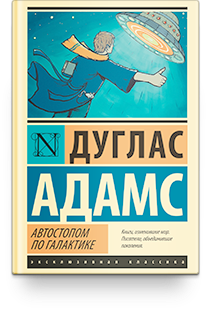 N
ДУГЛАС
АДАМС
АВТОСТОПОМ
ПО ГАЛАКТИКЕ
Книги, изменившие мир.
Писатели, объединившие
поколения.
ЭКСКЛЮЗИВНАЯ КЛАССИКА